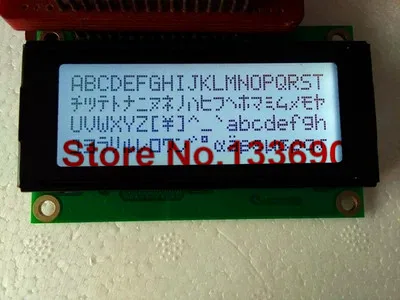 ABCDEFGHIJKLMNOPQRST
チツテトナニヌネノハヒフヘホマミムメモヤ
UVWXYZ[¥]^_`abcdefgh
Store No.133690